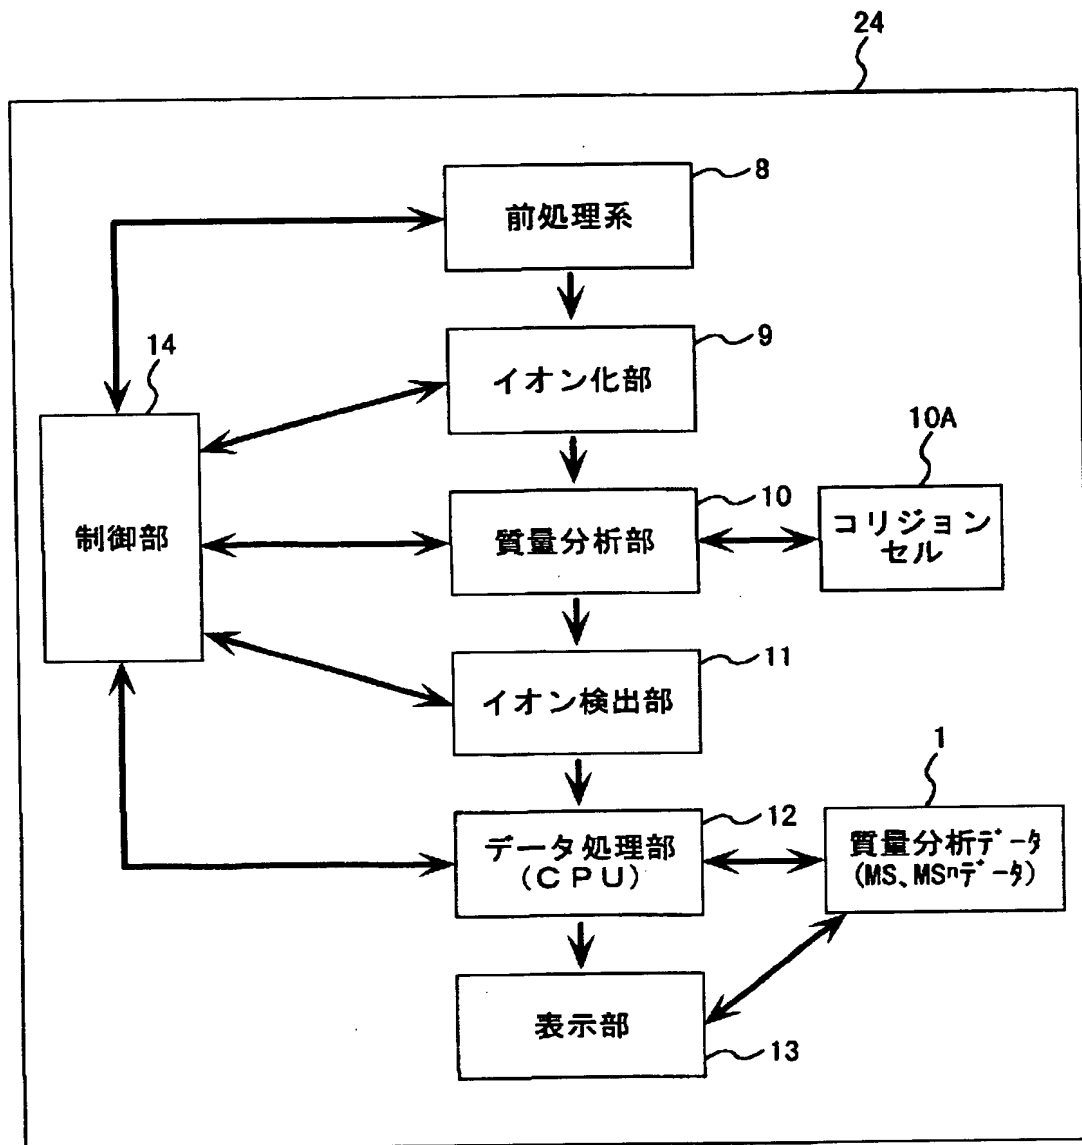 24
8
前処理系
9
イオン化部
14
制御部
10
質量分析部
10A
コリジョン
セル
11
イオン検出部
12
データ処理部
(CPU)
1
質量分析データ
(MS、MSⁿデータ)
表示部
13